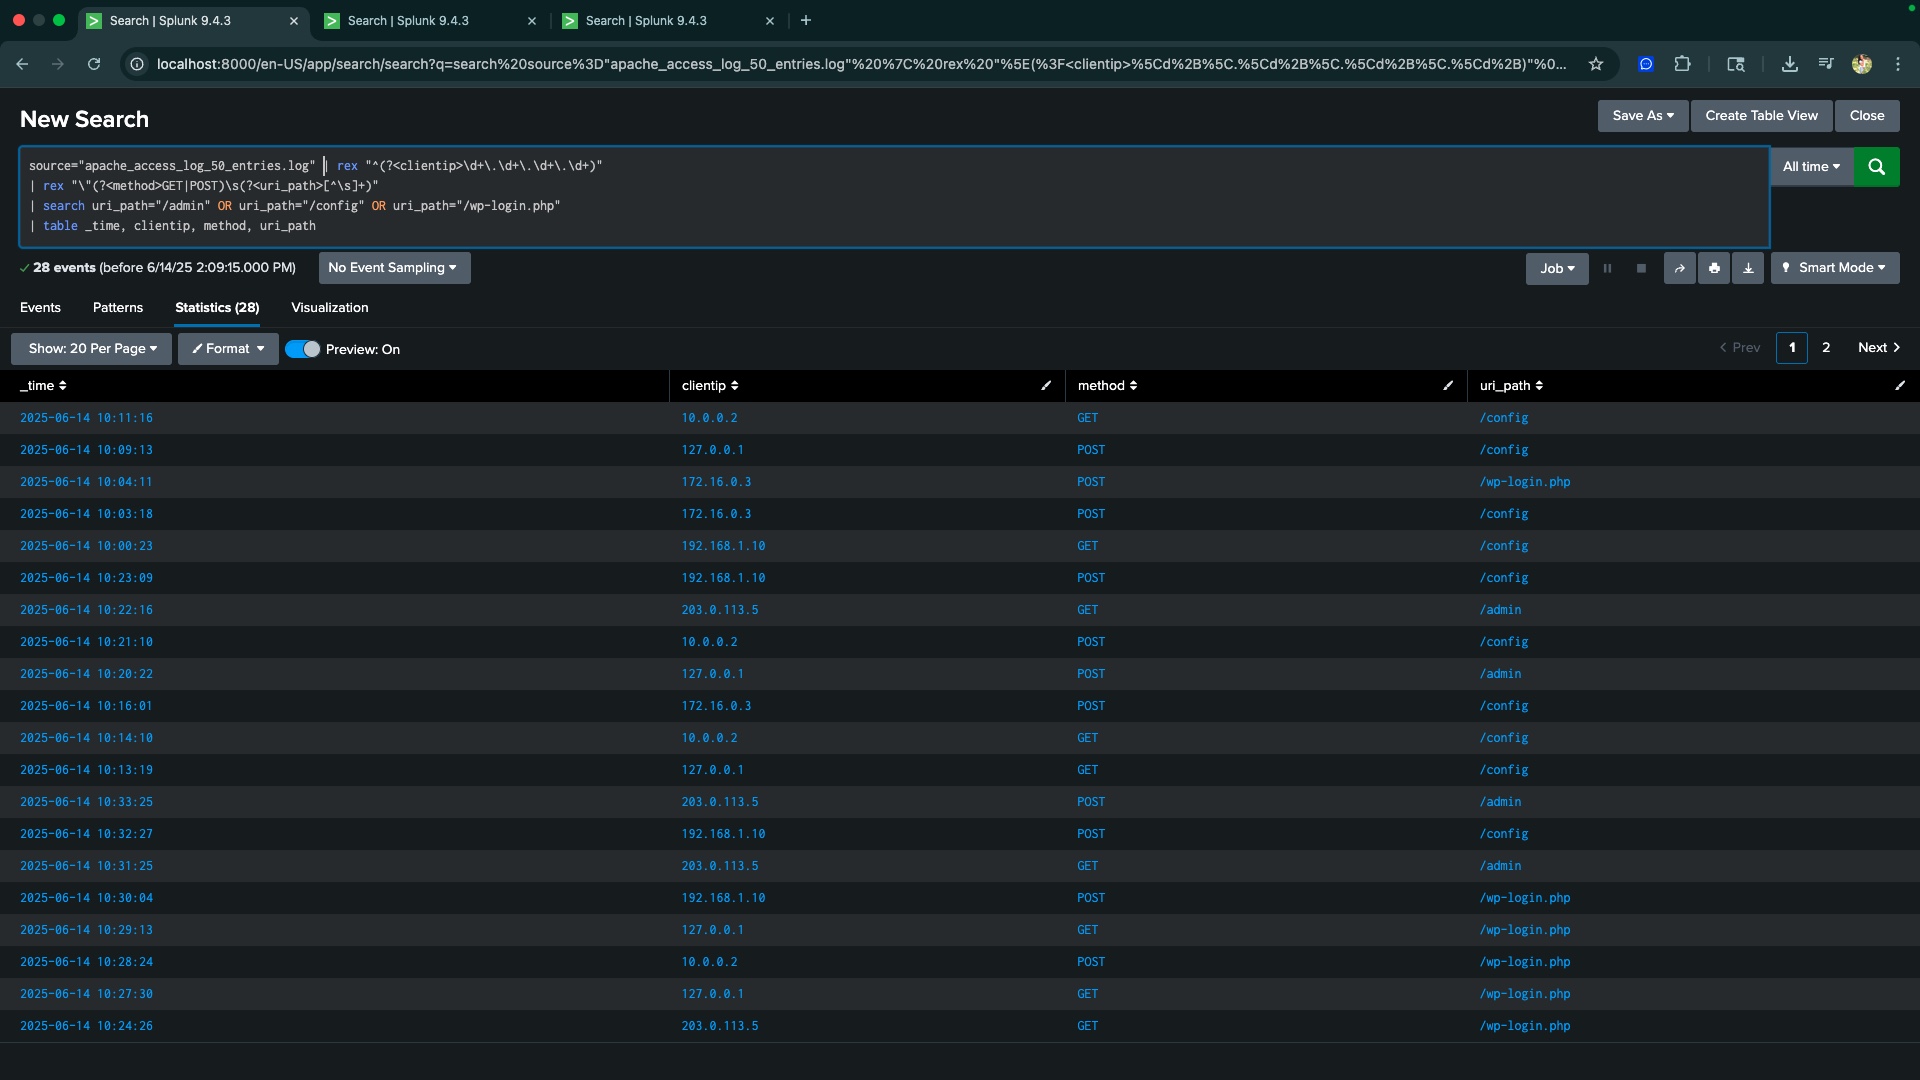 Search | Splunk 9.4.3
Search | Splunk 9.4.3
Search | Splunk 9.4.3
localhost:8000/en-US/app/search/search?q=search%20source%3D"apache_access_log_50_entries.log"%20%7C%20rex%20"%5E(%3F<clientip>%5Cd%2B%5C.%5Cd%2B%5C.%5Cd%2B%5C.%5Cd%2B)"%0...
New Search
Save As
Create Table View
Close
source="apache_access_log_50_entries.log" | rex "^(?<clientip>\d+\.\d+\.\d+\.\d+)"
| rex "\"(?<method>GET|POST)\s(?<uri_path>[^\s]+)"
| search uri_path="/admin" OR uri_path="/config" OR uri_path="/wp-login.php"
| table _time, clientip, method, uri_path
All time
28 events (before 6/14/25 2:09:15.000 PM)
No Event Sampling
Job
Smart Mode
Events Patterns Statistics (28) Visualization
Show: 20 Per Page
Format
Preview: On
Prev 1 2 Next
_time clientip method uri_path
2025-06-14 10:11:16 10.0.0.2 GET /config
2025-06-14 10:09:13 127.0.0.1 POST /config
2025-06-14 10:04:11 172.16.0.3 POST /wp-login.php
2025-06-14 10:03:18 172.16.0.3 POST /config
2025-06-14 10:00:23 192.168.1.10 GET /config
2025-06-14 10:23:09 192.168.1.10 POST /config
2025-06-14 10:22:16 203.0.113.5 GET /admin
2025-06-14 10:21:10 10.0.0.2 POST /config
2025-06-14 10:20:22 127.0.0.1 POST /admin
2025-06-14 10:16:01 172.16.0.3 POST /config
2025-06-14 10:14:10 10.0.0.2 GET /config
2025-06-14 10:13:19 127.0.0.1 GET /config
2025-06-14 10:33:25 203.0.113.5 POST /admin
2025-06-14 10:32:27 192.168.1.10 POST /config
2025-06-14 10:31:25 203.0.113.5 GET /admin
2025-06-14 10:30:04 192.168.1.10 POST /wp-login.php
2025-06-14 10:29:13 127.0.0.1 GET /wp-login.php
2025-06-14 10:28:24 10.0.0.2 POST /wp-login.php
2025-06-14 10:27:30 127.0.0.1 GET /wp-login.php
2025-06-14 10:24:26 203.0.113.5 GET /wp-login.php